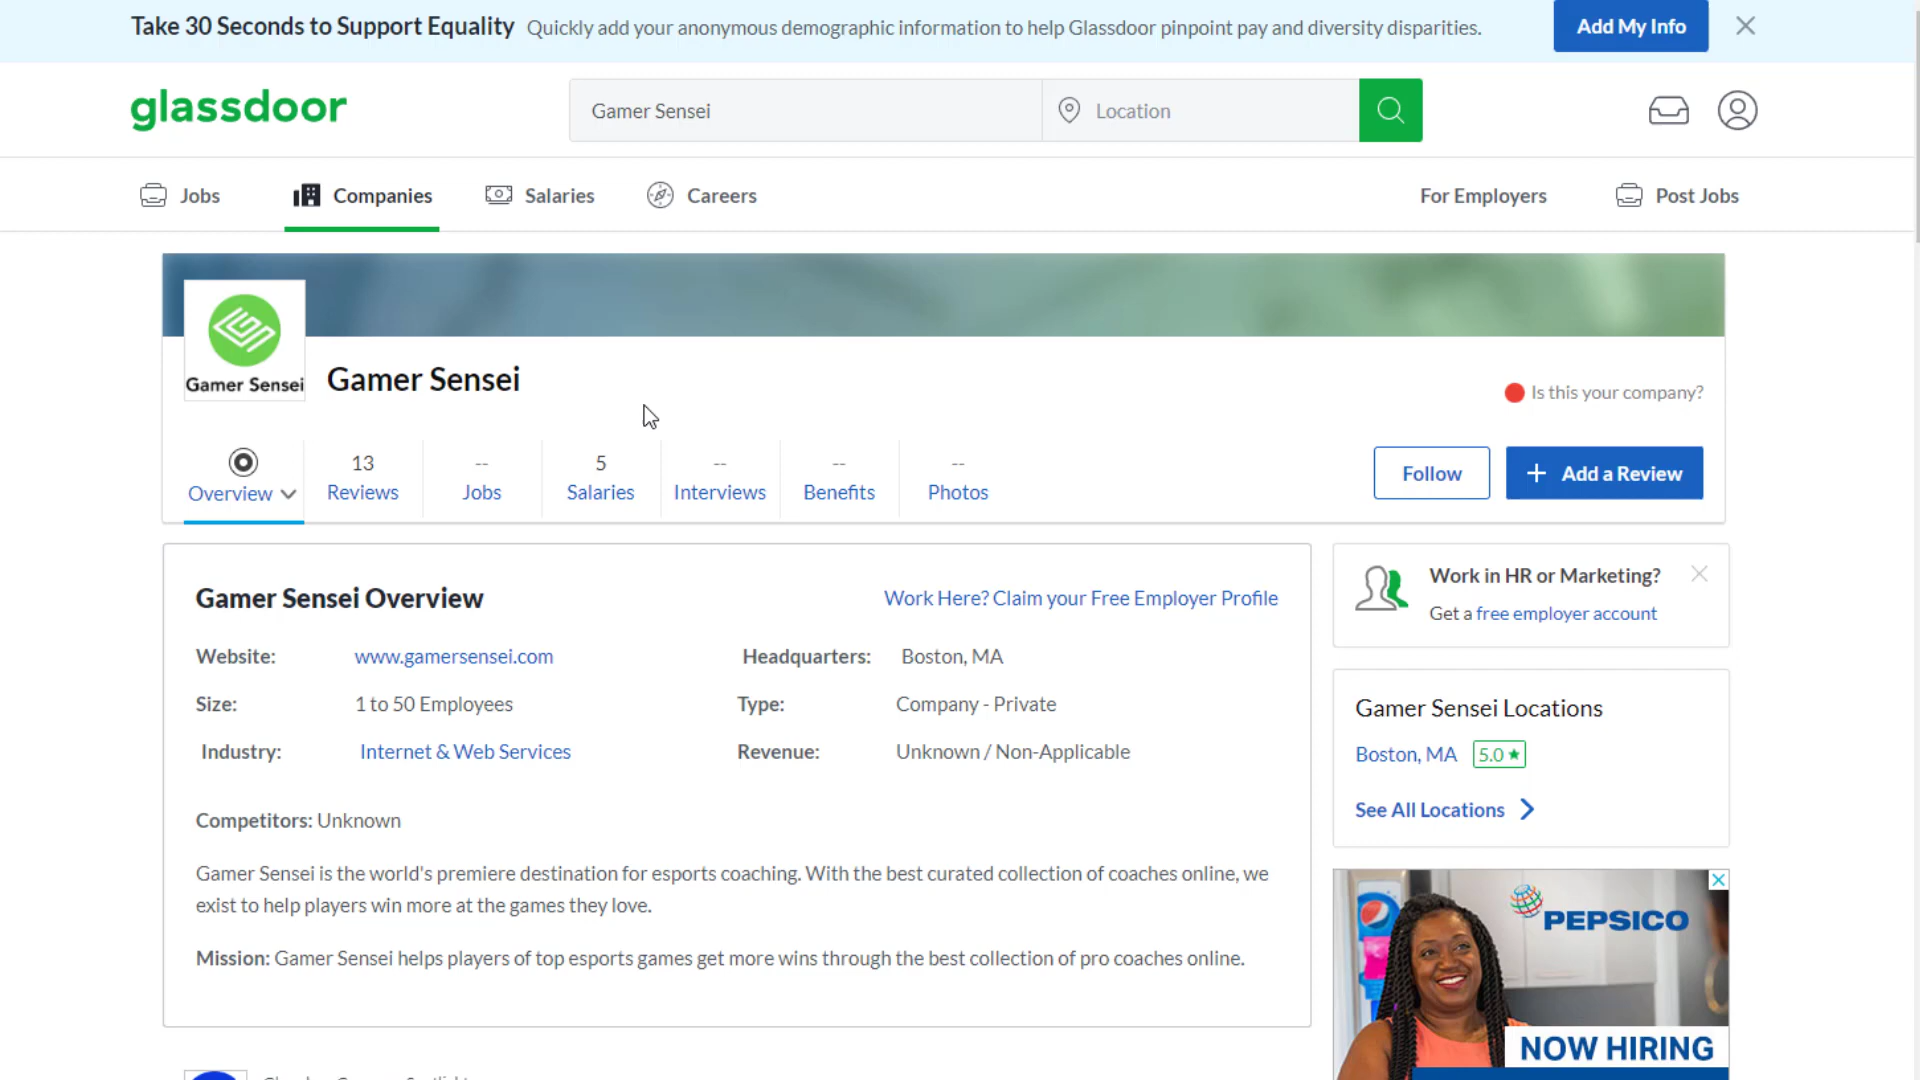 Take 30 Seconds to Support Equality Quickly add your anonymous demographic information to help Glassdoor pinpoint pay and diversity disparities. Add My Info
glassdoor
Gamer Sensei Location
Jobs Companies Salaries Careers For Employers Post Jobs
Gamer Sensei
Gamer Sensei
Is this your company?
Overview
13 Reviews
-- Jobs
5 Salaries
-- Interviews
-- Benefits
-- Photos
Follow
+ Add a Review
Gamer Sensei Overview
Work Here? Claim your Free Employer Profile
Website: www.gamersensei.com
Headquarters: Boston, MA
Size: 1 to 50 Employees
Type: Company - Private
Industry: Internet & Web Services
Revenue: Unknown / Non-Applicable
Competitors: Unknown
Gamer Sensei is the world's premiere destination for esports coaching. With the best curated collection of coaches online, we
exist to help players win more at the games they love.
Mission: Gamer Sensei helps players of top esports games get more wins through the best collection of pro coaches online.
Work in HR or Marketing?
Get a free employer account
Gamer Sensei Locations
Boston, MA 5.0 ★
See All Locations
PEPSICO
NOW HIRING